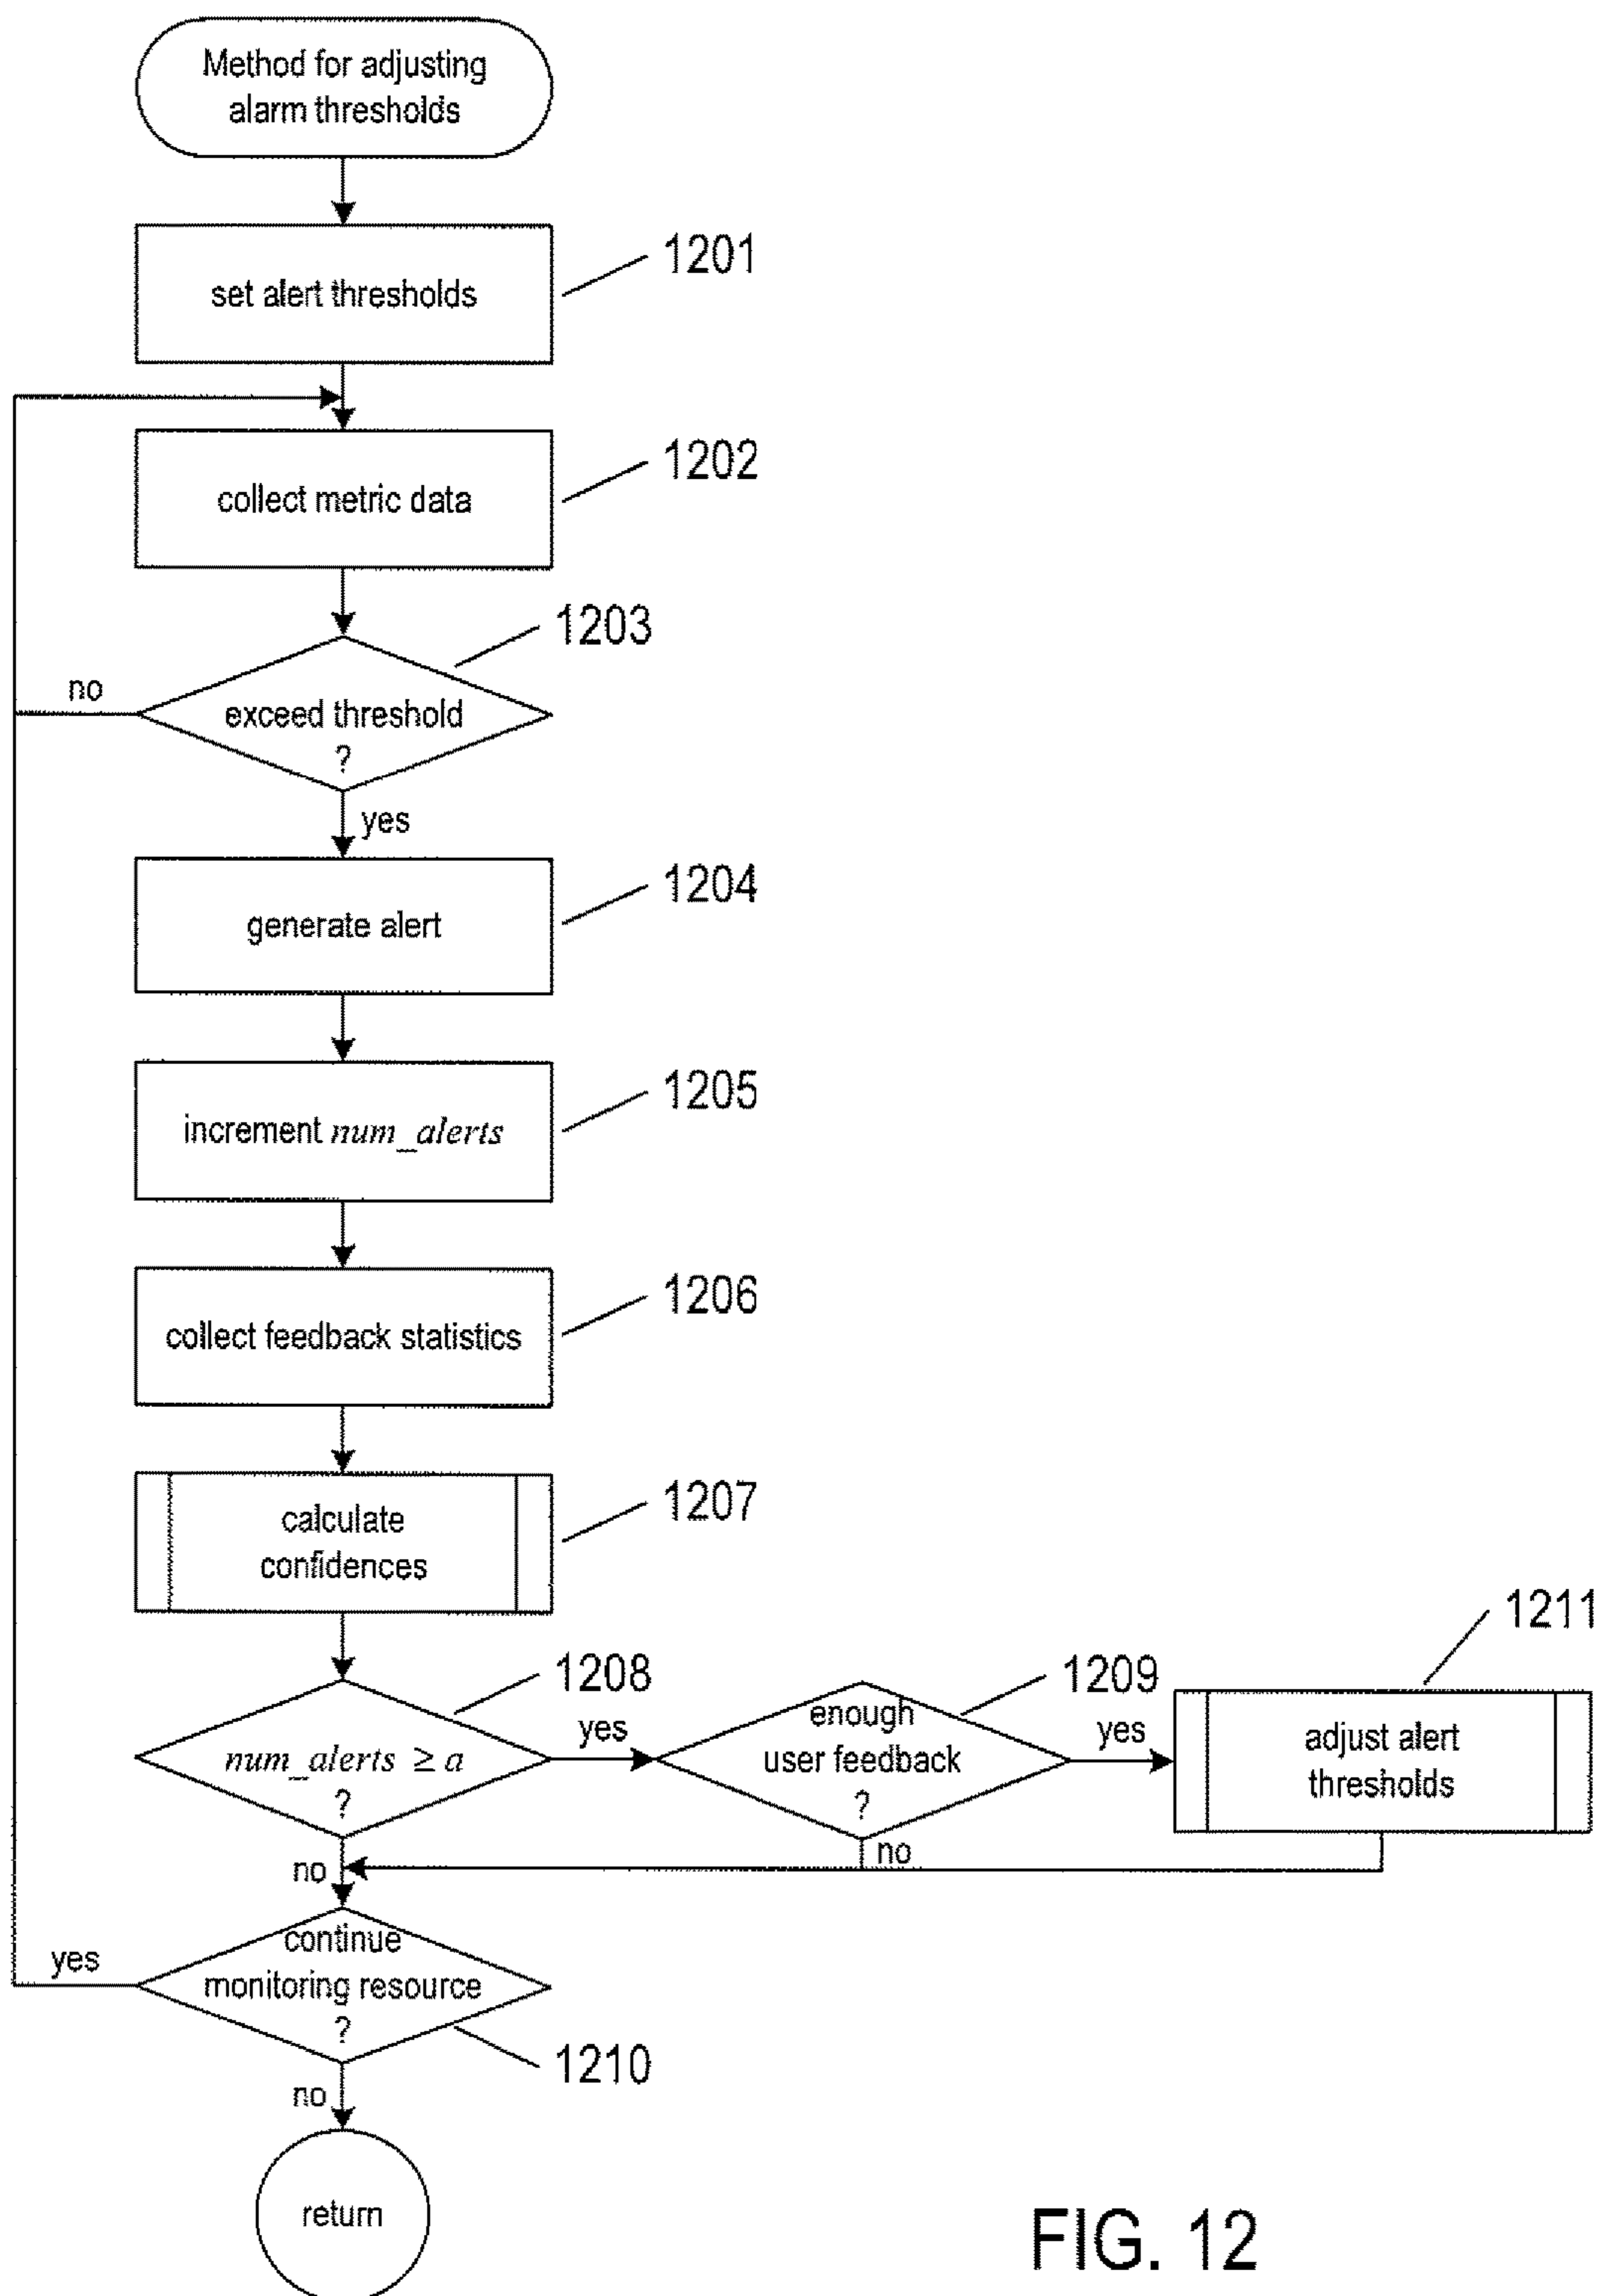 Method for adjusting
alarm thresholds
1201
set alert thresholds
1202
collect metric data
1203
no
exceed threshold
?
yes
1204
generate alert
1205
increment num_alerts
1206
collect feedback statistics
1207
calculate
confidences
1208
num_alerts ≥ a
?
yes
1209
enough
user feedback
?
yes
1211
adjust alert
thresholds
no
no
continue
monitoring resource
?
yes
1210
no
return
FIG. 12